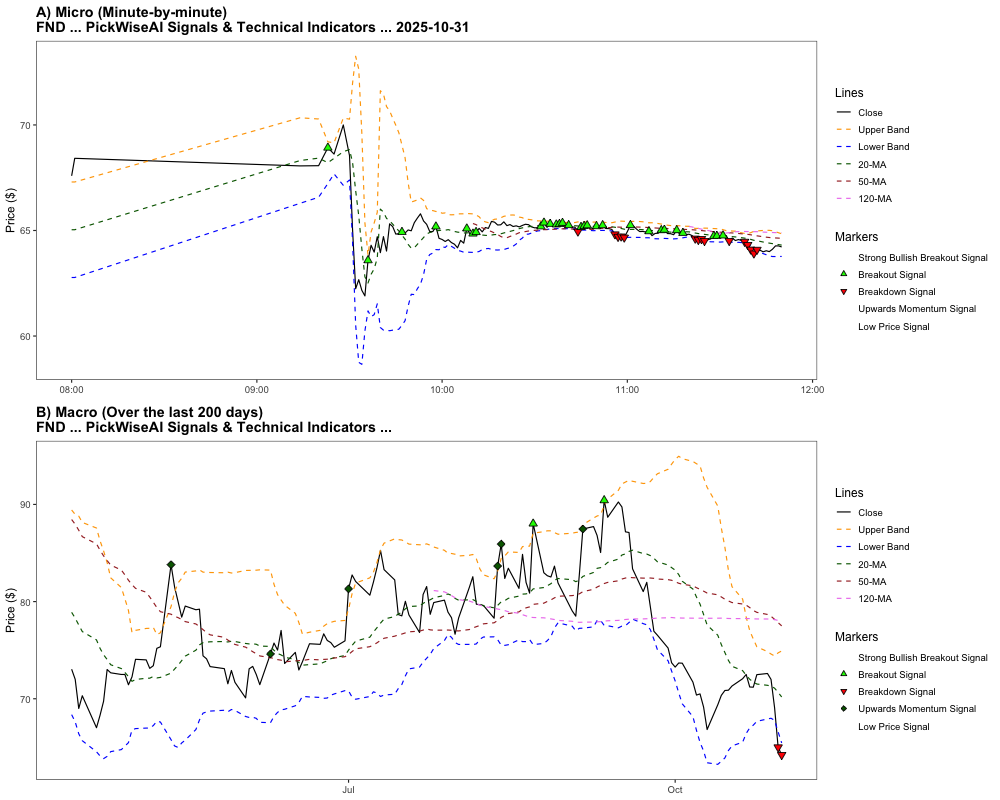 A) Micro (Minute-by-minute)
FND ... PickWiseAI Signals & Technical Indicators ... 2025-10-31
Price ($)
70
65
60
08:00
09:00
10:00
11:00
12:00
Lines
Close
Upper Band
Lower Band
20-MA
50-MA
120-MA
Markers
Strong Bullish Breakout Signal
Breakout Signal
Breakdown Signal
Upwards Momentum Signal
Low Price Signal
B) Macro (Over the last 200 days)
FND ... PickWiseAI Signals & Technical Indicators ...
Price ($)
90
80
70
Jul
Oct
Lines
Close
Upper Band
Lower Band
20-MA
50-MA
120-MA
Markers
Strong Bullish Breakout Signal
Breakout Signal
Breakdown Signal
Upwards Momentum Signal
Low Price Signal